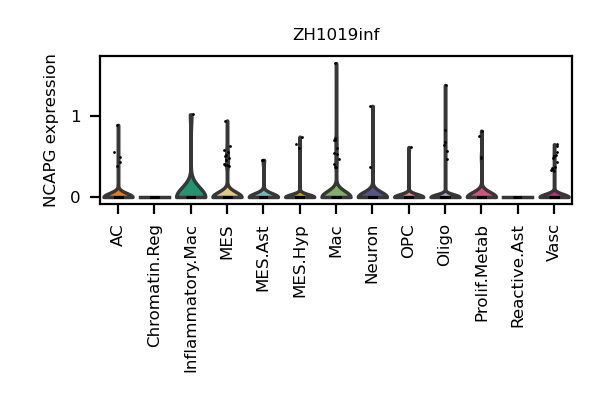 ZH1019inf
NCAPG expression
1
0
AC
Chromatin.Reg
Inflammatory.Mac
MES
MES.Ast
MES.Hyp
Mac
Neuron
OPC
Oligo
Prolif.Metab
Reactive.Ast
Vasc